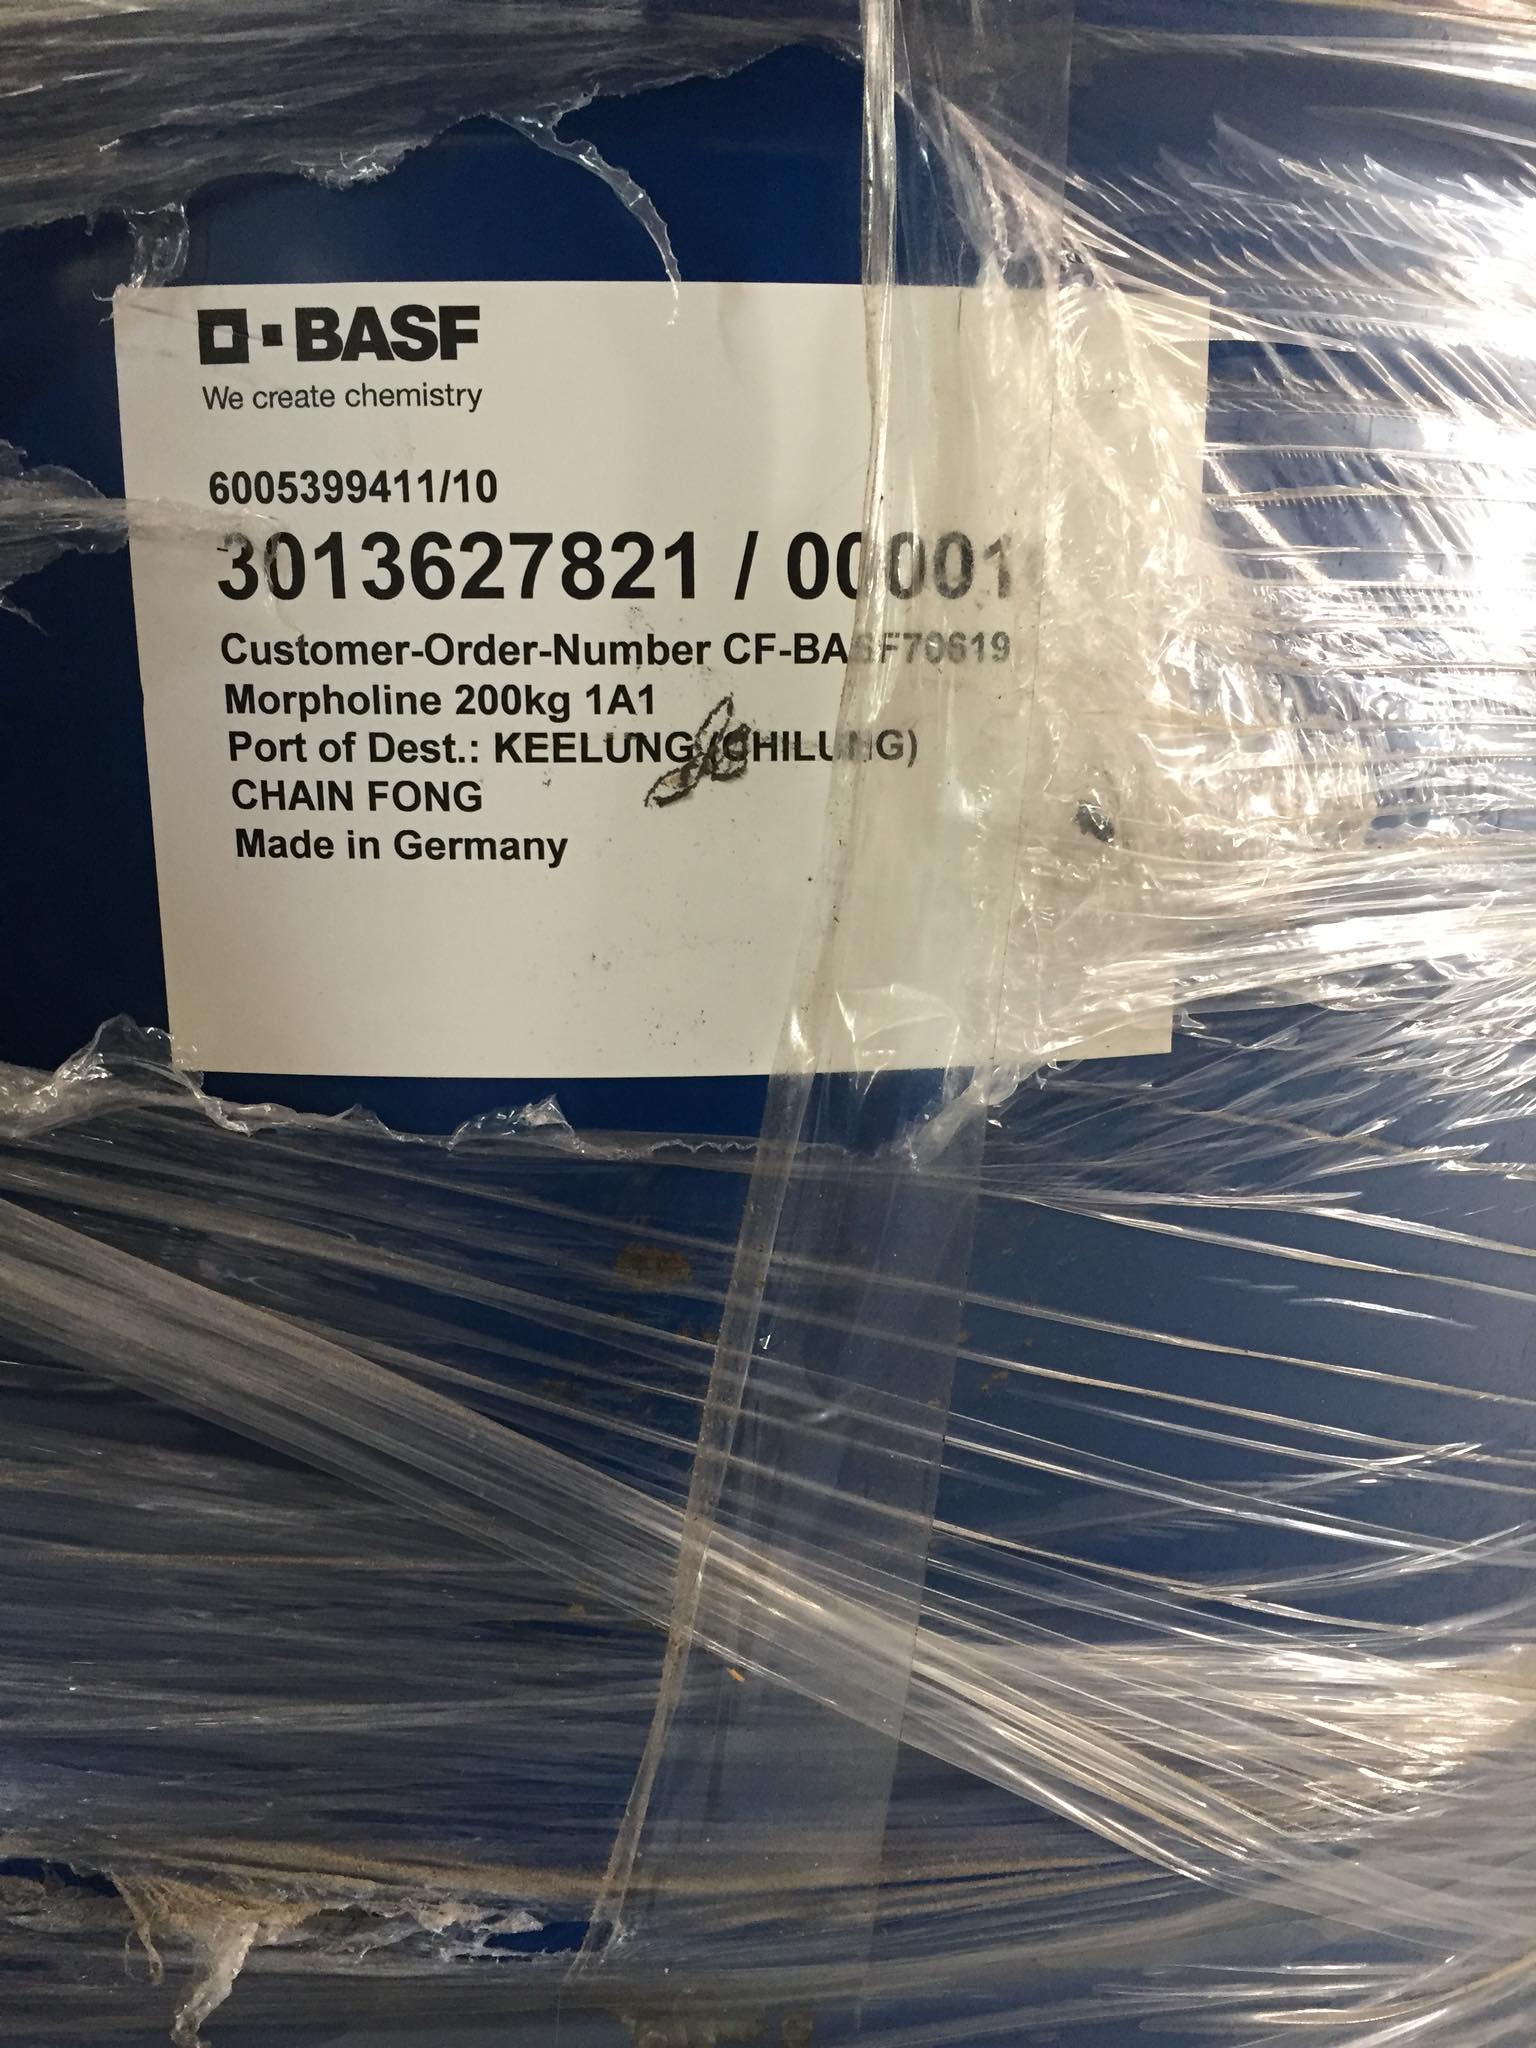 BASF
We create chemistry
6005399411/10
3013627821 /
Customer-Order-Number CF-BASF70619
Morpholine 200kg 1A1
Port of Dest.: KEELUNG (CHILUNG)
CHAIN FONG
Made in Germany